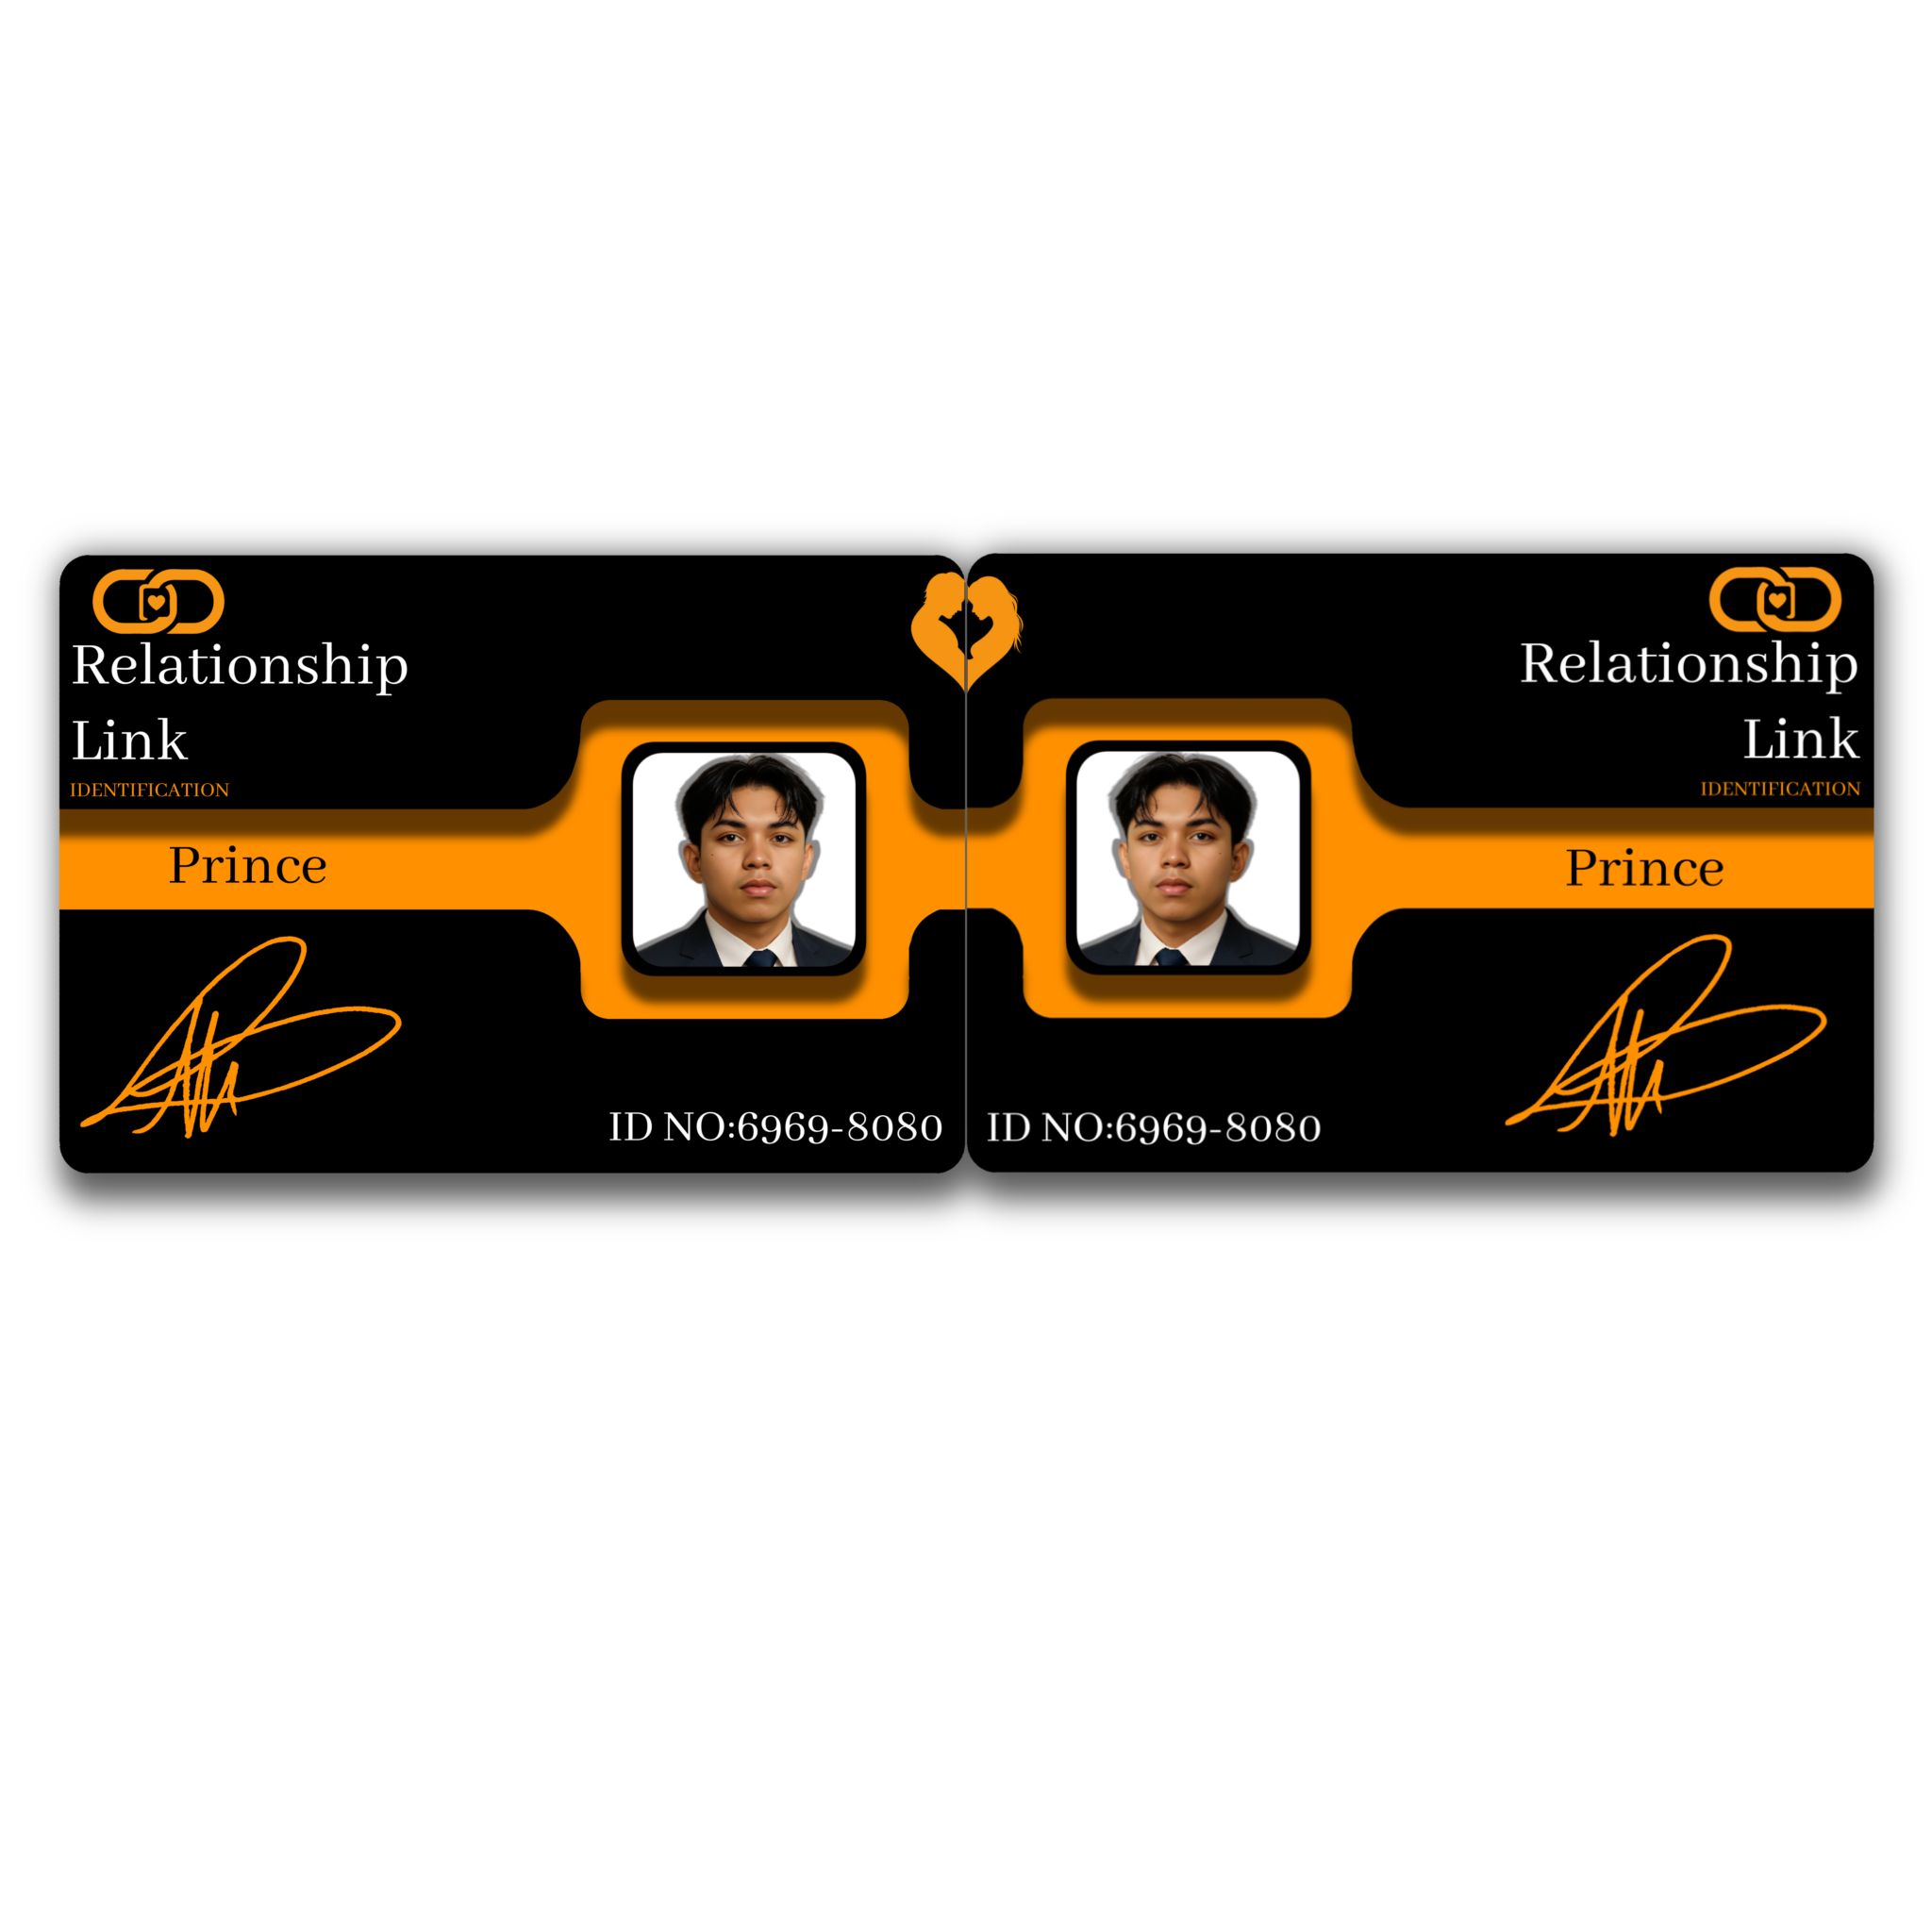 Relationship
Link
IDENTIFICATION
Prince
ID NO:6969-8080
Relationship
Link
IDENTIFICATION
Prince
ID NO:6969-8080